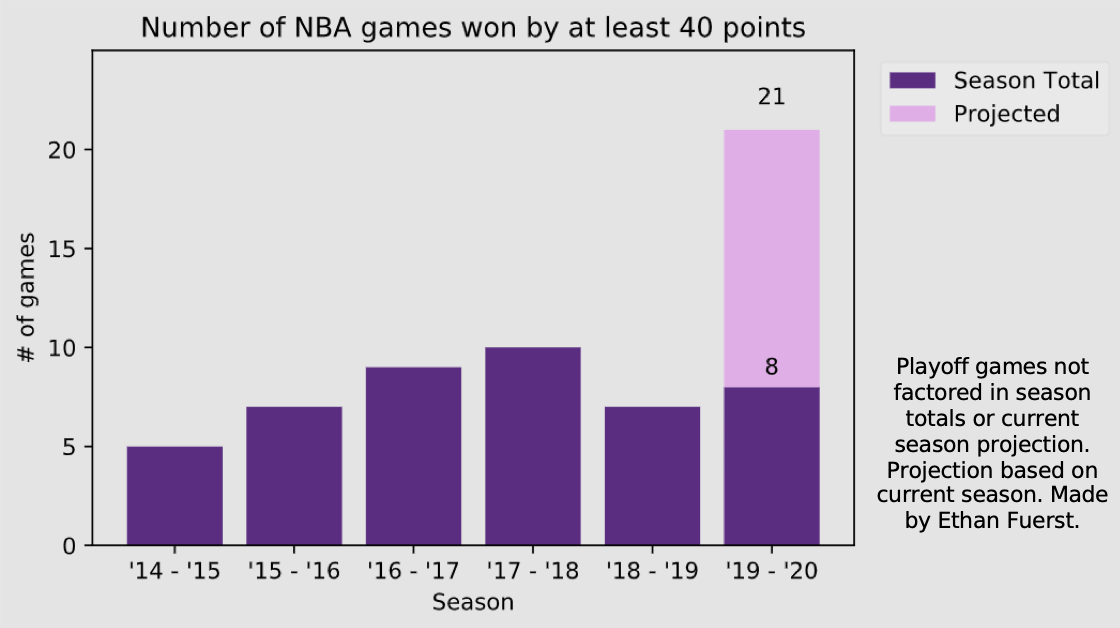 Number of NBA games won by at least 40 points
Season Total
Projected
21
8
# of games
20
15
10
5
0
'14 - '15
'15 - '16
'16 - '17
'17 - '18
'18 - '19
'19 - '20
Season
Playoff games not
factored in season
totals or current
season projection.
Projection based on
current season. Made
by Ethan Fuerst.